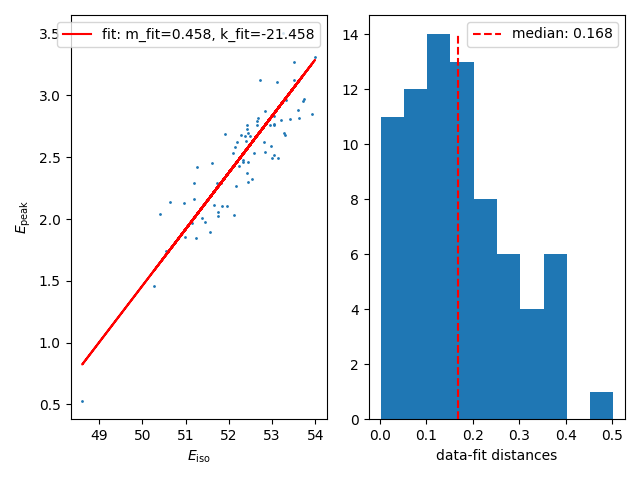 fit: m_fit=0.458, k_fit=-21.458
3.5
3.0
2.5
2.0
1.5
1.0
0.5
E_peak
49 50 51 52 53 54
E_iso
median: 0.168
14
12
10
8
6
4
2
0
0.0 0.1 0.2 0.3 0.4 0.5
data-fit distances